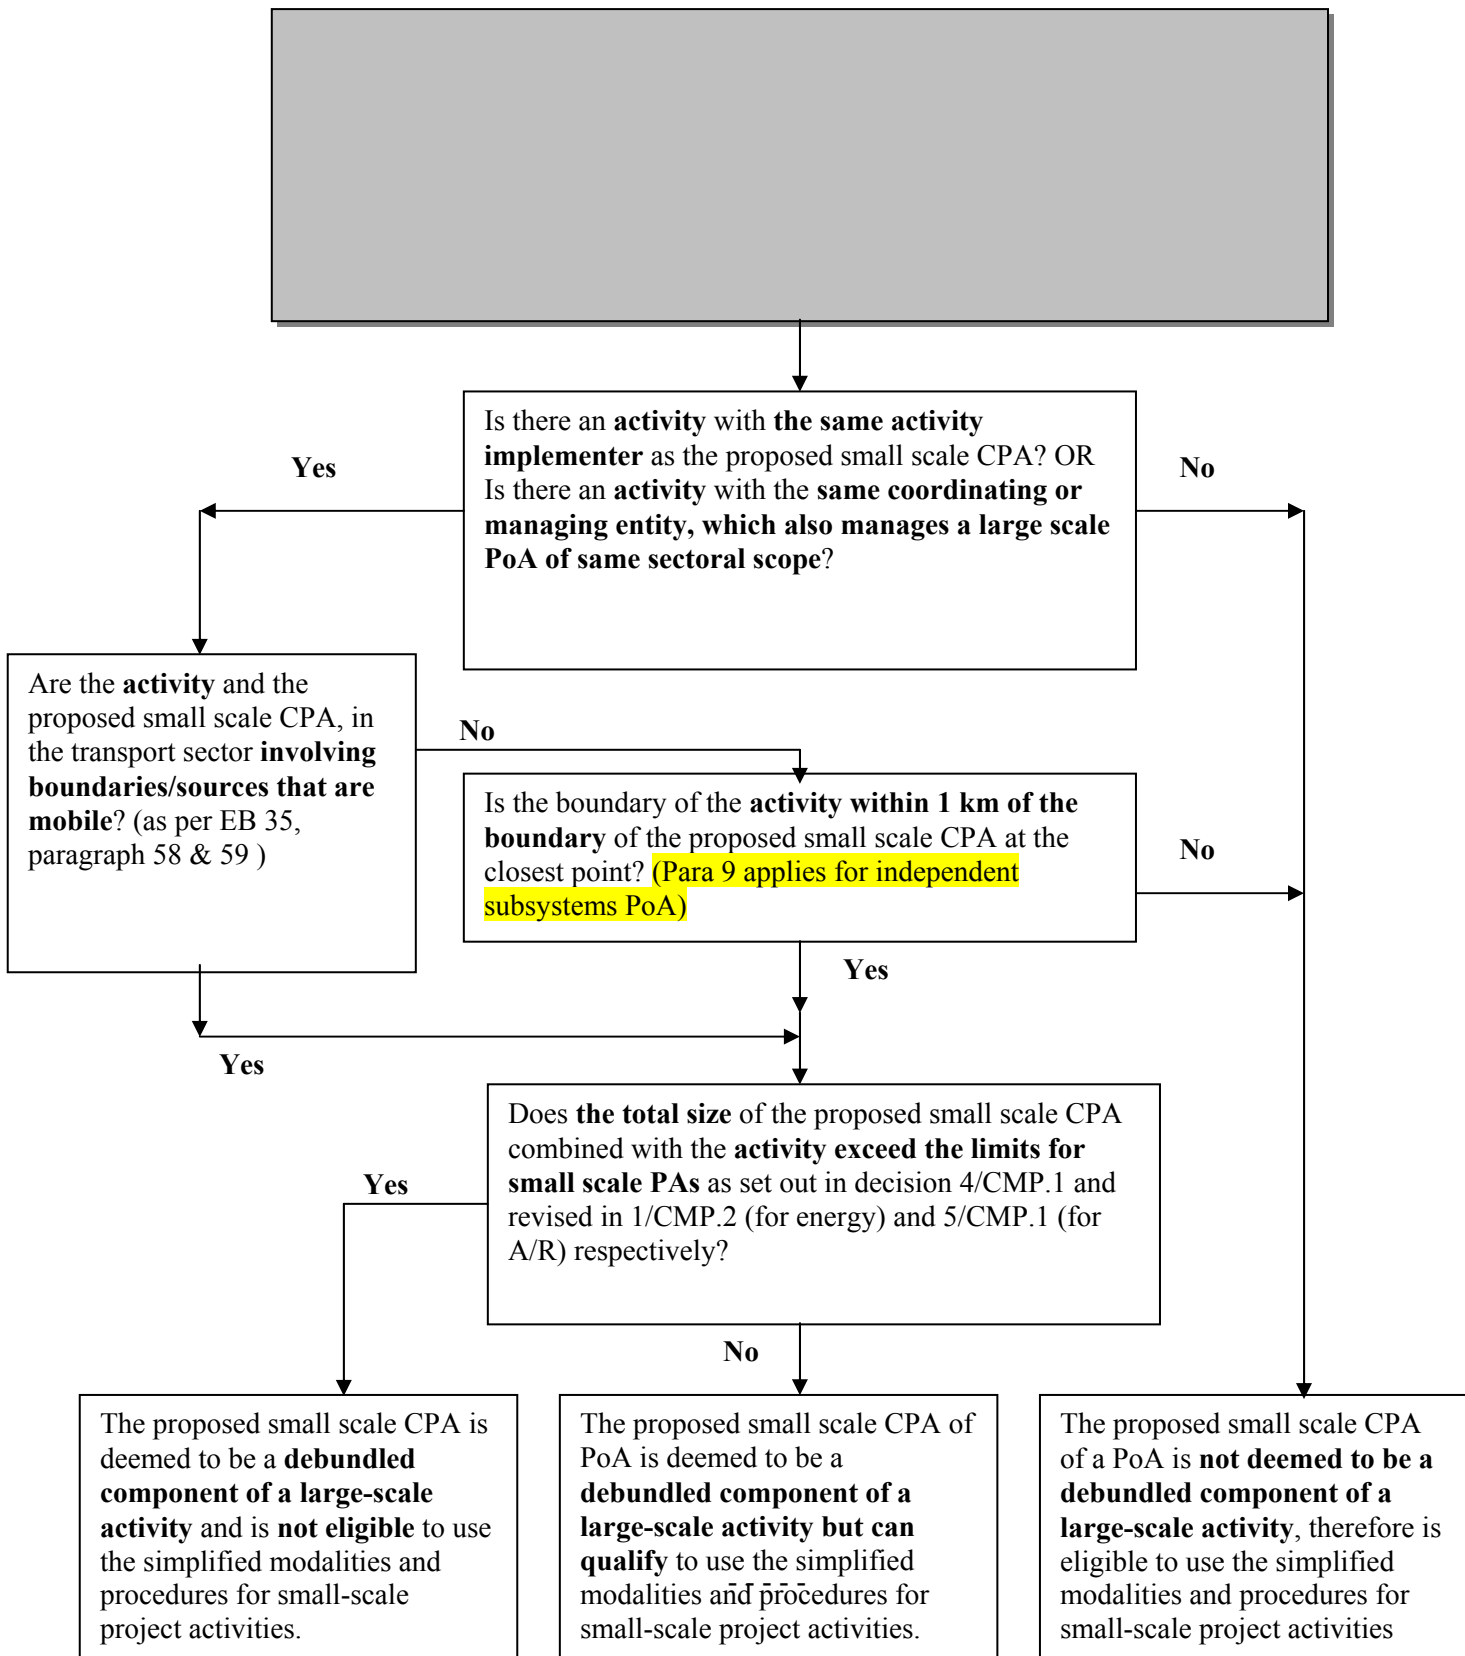 Is there an activity with the same activity
implementer as the proposed small scale CPA? OR
Is there an activity with the same coordinating or
managing entity, which also manages a large scale
PoA of same sectoral scope?
Yes
No
Are the activity and the
proposed small scale CPA, in
the transport sector involving
boundaries/sources that are
mobile? (as per EB 35,
paragraph 58 & 59 )
No
Is the boundary of the activity within 1 km of the
boundary of the proposed small scale CPA at the
closest point? (Para 9 applies for independent
subsystems PoA)
No
Yes
Yes
Does the total size of the proposed small scale CPA
combined with the activity exceed the limits for
small scale PAs as set out in decision 4/CMP.1 and
revised in 1/CMP.2 (for energy) and 5/CMP.1 (for
A/R) respectively?
Yes
No
The proposed small scale CPA is
deemed to be a debundled
component of a large-scale
activity and is not eligible to use
the simplified modalities and
procedures for small-scale
project activities.
The proposed small scale CPA of
PoA is deemed to be a
debundled component of a
large-scale activity but can
qualify to use the simplified
modalities and procedures for
small-scale project activities.
The proposed small scale CPA
of a PoA is not deemed to be a
debundled component of a
large-scale activity, therefore is
eligible to use the simplified
modalities and procedures for
small-scale project activities